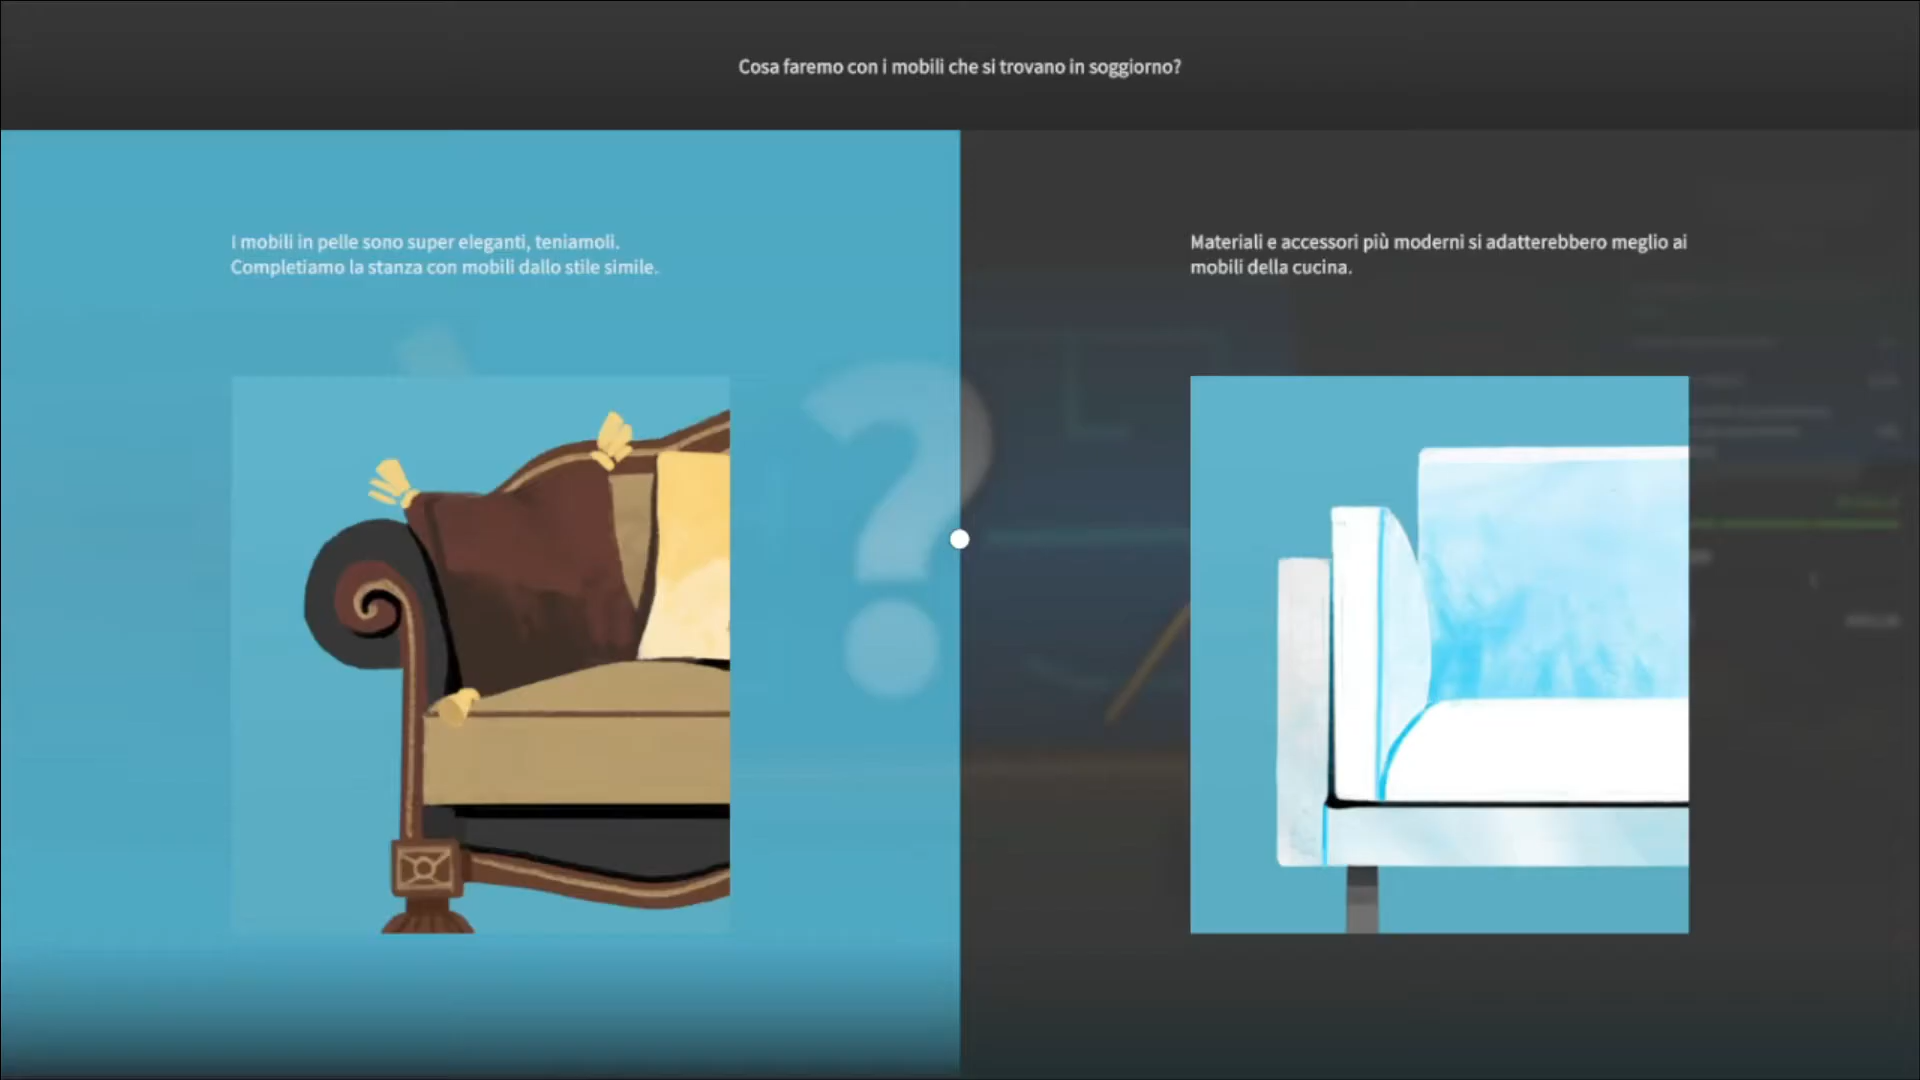 Cosa faremo con i mobili che si trovano in soggiorno?
I mobili in pelle sono super eleganti, teniamoli.
Completiamo la stanza con mobili dallo stile simile.
Materiali e accessori più moderni si adatterebbero meglio ai
mobili della cucina.
?